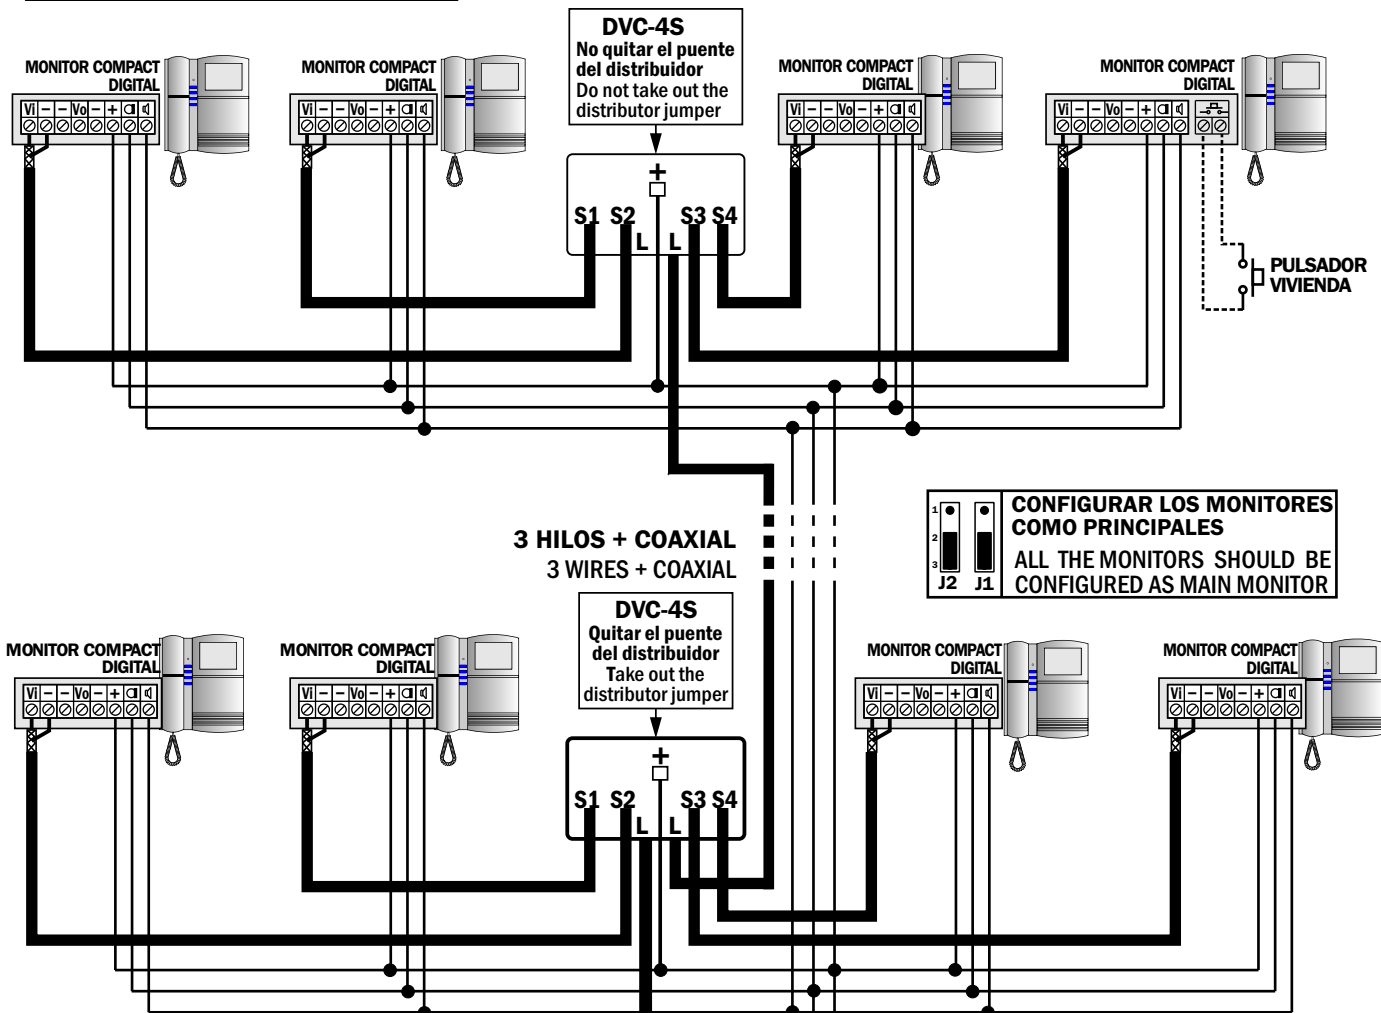 DVC-4S
No quitar el puente
del distribuidor
Do not take out the
distributor jumper
MONITOR COMPACT
DIGITAL
Vi – – Vo – +
MONITOR COMPACT
DIGITAL
Vi – – Vo – +
MONITOR COMPACT
DIGITAL
Vi – – Vo – +
MONITOR COMPACT
DIGITAL
Vi – – Vo – +
+
S1 S2 S3 S4
L L
PULSADOR
VIVIENDA
3 HILOS + COAXIAL
3 WIRES + COAXIAL
1
2
3
J2 J1
CONFIGURAR LOS MONITORES
COMO PRINCIPALES
ALL THE MONITORS SHOULD BE
CONFIGURED AS MAIN MONITOR
DVC-4S
Quitar el puente
del distribuidor
Take out the
distributor jumper
MONITOR COMPACT
DIGITAL
Vi – – Vo – +
MONITOR COMPACT
DIGITAL
Vi – – Vo – +
MONITOR COMPACT
DIGITAL
Vi – – Vo – +
MONITOR COMPACT
DIGITAL
Vi – – Vo – +
+
S1 S2 S3 S4
L L